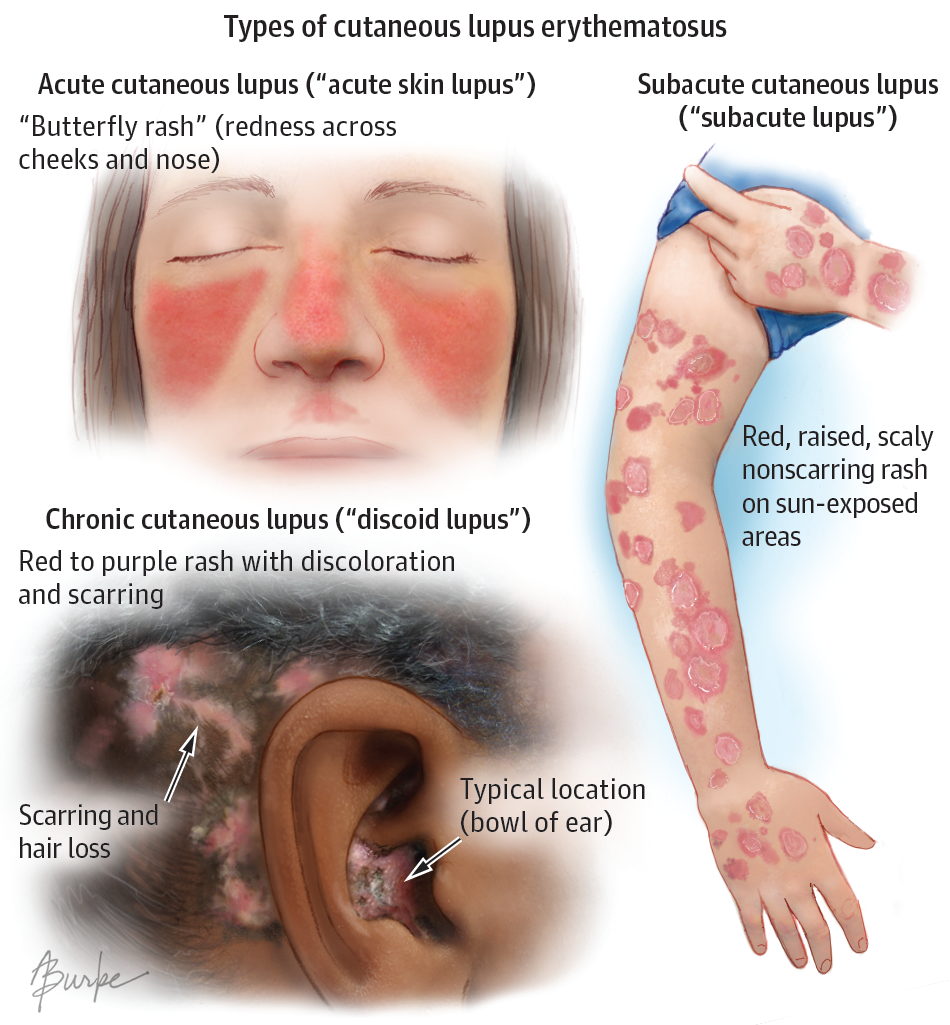 Types of cutaneous lupus erythematosus
Acute cutaneous lupus (“acute skin lupus”)
“Butterfly rash” (redness across
cheeks and nose)
Subacute cutaneous lupus
(“subacute lupus”)
Red, raised, scaly
nonscarring rash
on sun-exposed
areas
Chronic cutaneous lupus (“discoid lupus”)
Red to purple rash with discoloration
and scarring
Scarring and
hair loss
Typical location
(bowl of ear)
ABurke